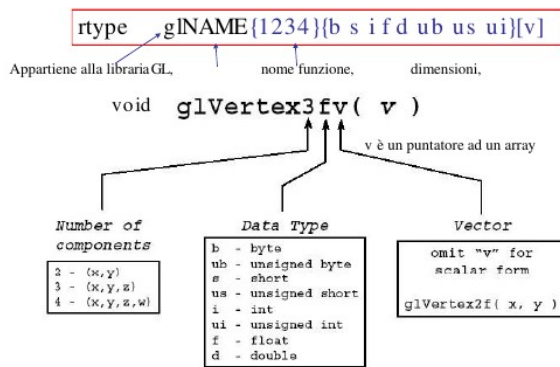 rtype glNAME{1234}{b s i f d ub us ui}[v]
Appartiene alla libraria GL, nome funzione, dimensioni,
void glVertex3fv( v )
v è un puntatore ad un array
Number of
components
2 - (x,y)
3 - (x,y,z)
4 - (x,y,z,w)
Data Type
b - byte
ub - unsigned byte
s - short
us - unsigned short
i - int
ui - unsigned int
f - float
d - double
Vector
omit “v” for
scalar form
glVertex2f( x, y )